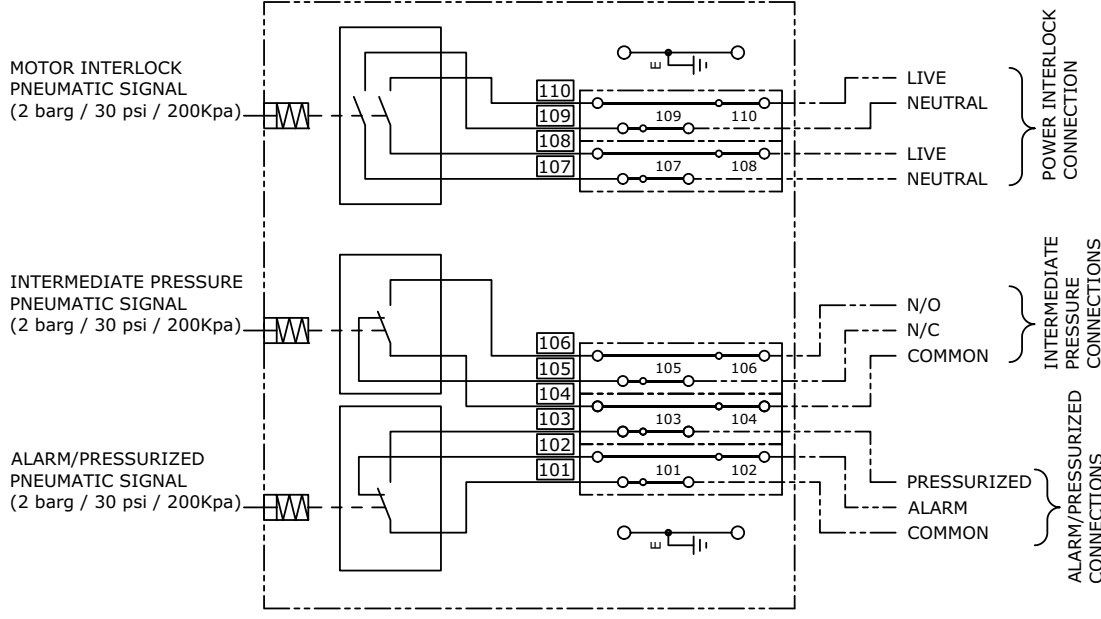 MOTOR INTERLOCK
PNEUMATIC SIGNAL
(2 barg / 30 psi / 200Kpa)
110
109
108
107
E
109
110
107
108
LIVE
NEUTRAL
LIVE
NEUTRAL
POWER INTERLOCK
CONNECTION
INTERMEDIATE PRESSURE
PNEUMATIC SIGNAL
(2 barg / 30 psi / 200Kpa)
106
105
104
103
102
101
105
106
103
104
101
102
N/O
N/C
COMMON
INTERMEDIATE
PRESSURE
CONNECTIONS
ALARM/PRESSURIZED
PNEUMATIC SIGNAL
(2 barg / 30 psi / 200Kpa)
E
PRESSURIZED
ALARM
COMMON
ALARM/PRESSURIZED
CONNECTIONS